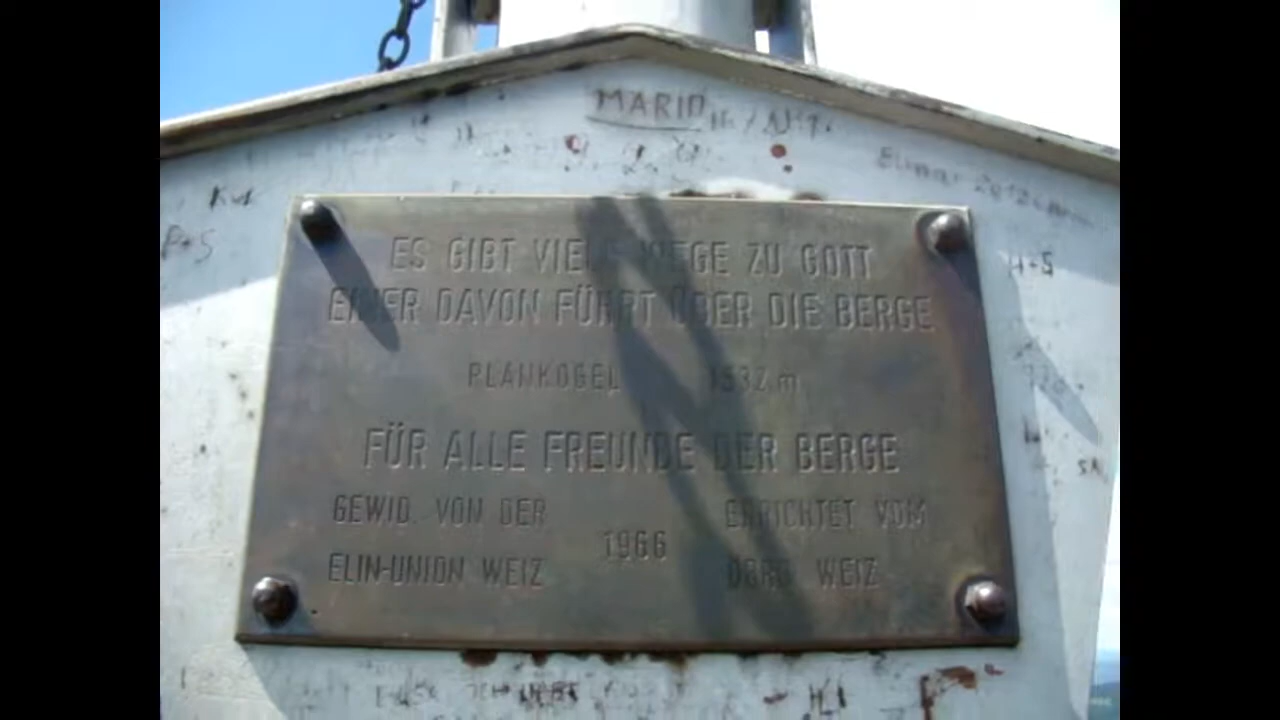 MARIO
K+S
H+S
ES GIBT VIELE WEGE ZU GOTT
EINER DAVON FÜHRT ÜBER DIE BERGE
PLANKOGEL 1532 m
FÜR ALLE FREUNDE DER BERGE
GEWID. VON DER ERRICHTET VOM
1966
ELIN-UNION WEIZ ÖBRD WEIZ